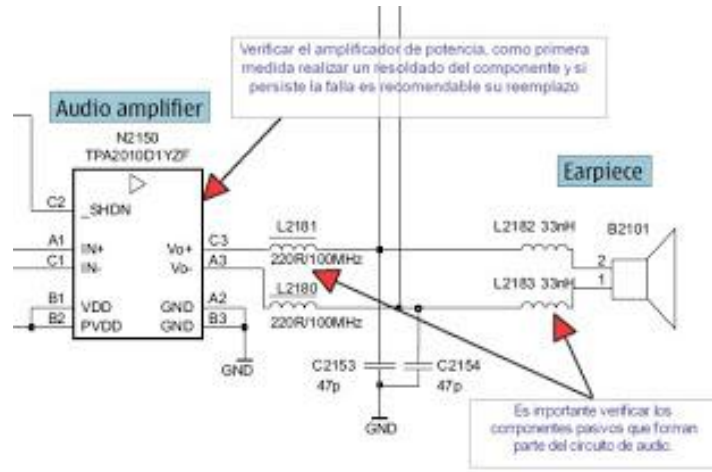 Verificar el amplificador de potencia, como primera
medida realizar un resoldado del componente y si
persiste la falla es recomendable su reemplazo
Audio amplifier
N2150
TPA2010D1YZF
Earpiece
C2
_SHDN
L2181
L2182 33nH
B2101
A1
IN+
Vo+
C3
220R/100MHz
2
C1
IN-
Vo-
A3
L2180
L2183 33nH
1
B1
VDD
GND
A2
220R/100MHz
B2
PVDD
GND
B3
GND
C2153
C2154
47p
47p
GND
Es inportante verificar los
componentes pasivos que forman
parte del circuito de audic.